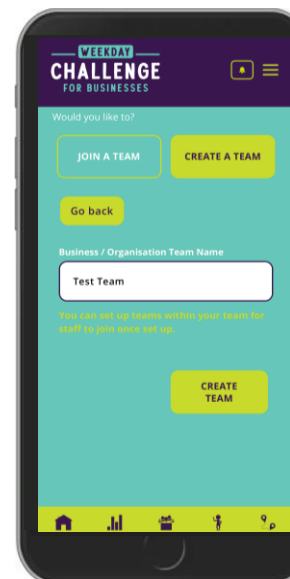 WEEKDAY
CHALLENGE
FOR BUSINESSES
Would you like to?
JOIN A TEAM
CREATE A TEAM
Go back
Business / Organisation Team Name
Test Team
You can set up teams within your team for
staff to join once set up.
CREATE
TEAM